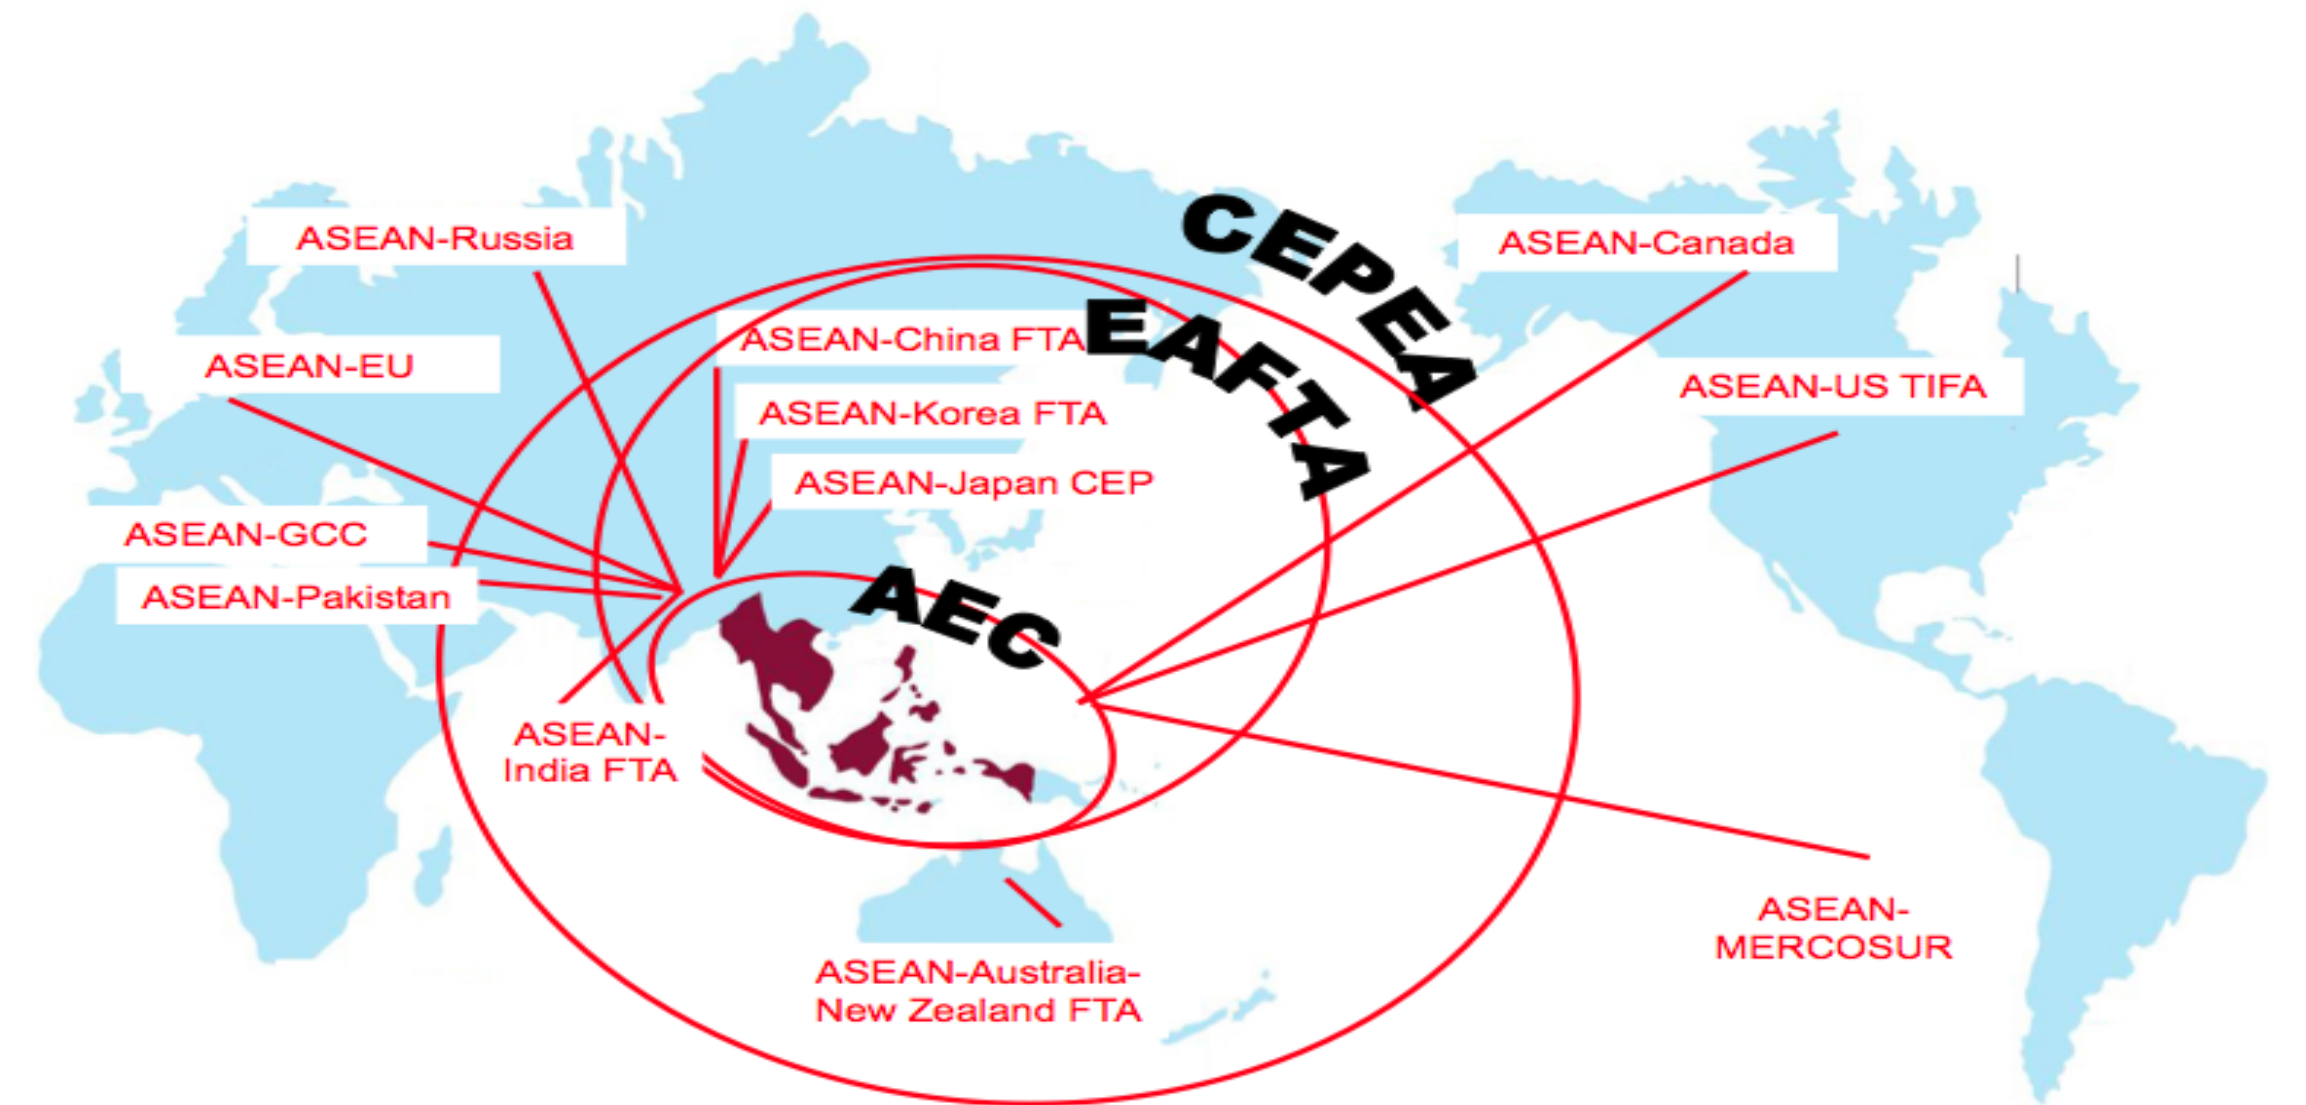 CEPEA
ASEAN-Russia
ASEAN-Canada
EAFTA
ASEAN-China FTA
ASEAN-EU
ASEAN-US TIFA
ASEAN-Korea FTA
ASEAN-Japan CEP
ASEAN-GCC
ASEAN-Pakistan
AEC
ASEAN-
India FTA
ASEAN-
MERCOSUR
ASEAN-Australia-
New Zealand FTA